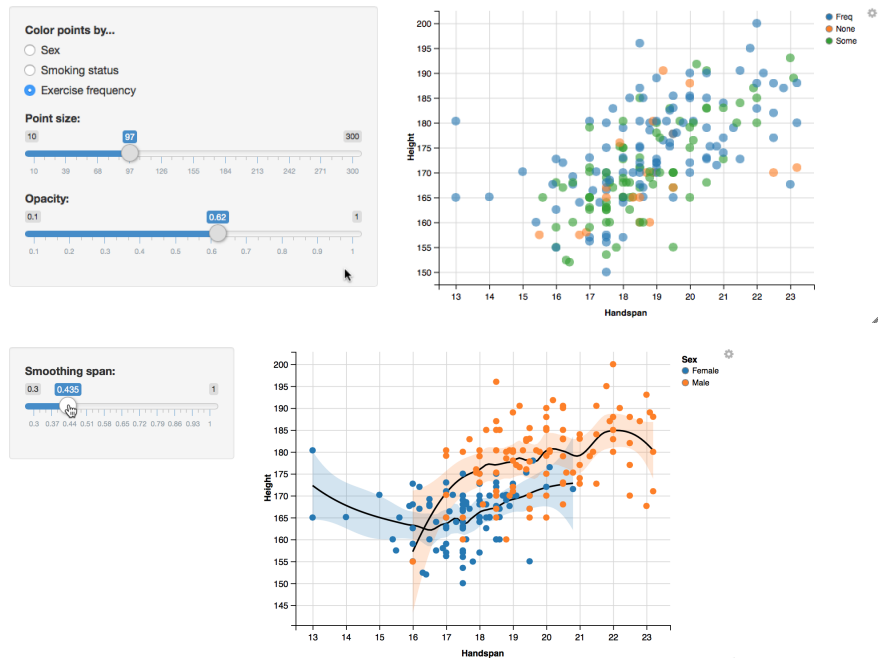 Color points by...
Sex
Smoking status
Exercise frequency
Point size:
10 97 300
10 39 68 97 126 155 184 213 242 271 300
Opacity:
0.1 0.62 1
0.1 0.2 0.3 0.4 0.5 0.6 0.7 0.8 0.9 1
Freq
None
Some
Height
200
195
190
185
180
175
170
165
160
155
150
13 14 15 16 17 18 19 20 21 22 23
Handspan
Smoothing span:
0.3 0.435 1
0.3 0.37 0.44 0.51 0.58 0.65 0.72 0.79 0.86 0.93 1
Sex
Female
Male
Height
200
195
190
185
180
175
170
165
160
155
150
145
13 14 15 16 17 18 19 20 21 22 23
Handspan